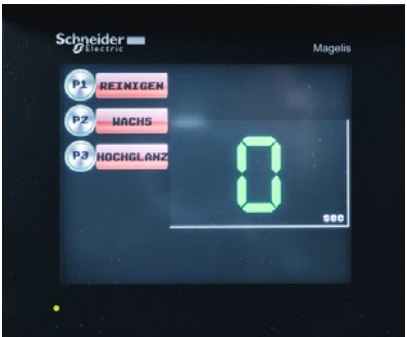 Schneider
Electric
Magelis
P1 REINIGEN
P2 WACHS
P3 HOCHGLANZ
0
sec